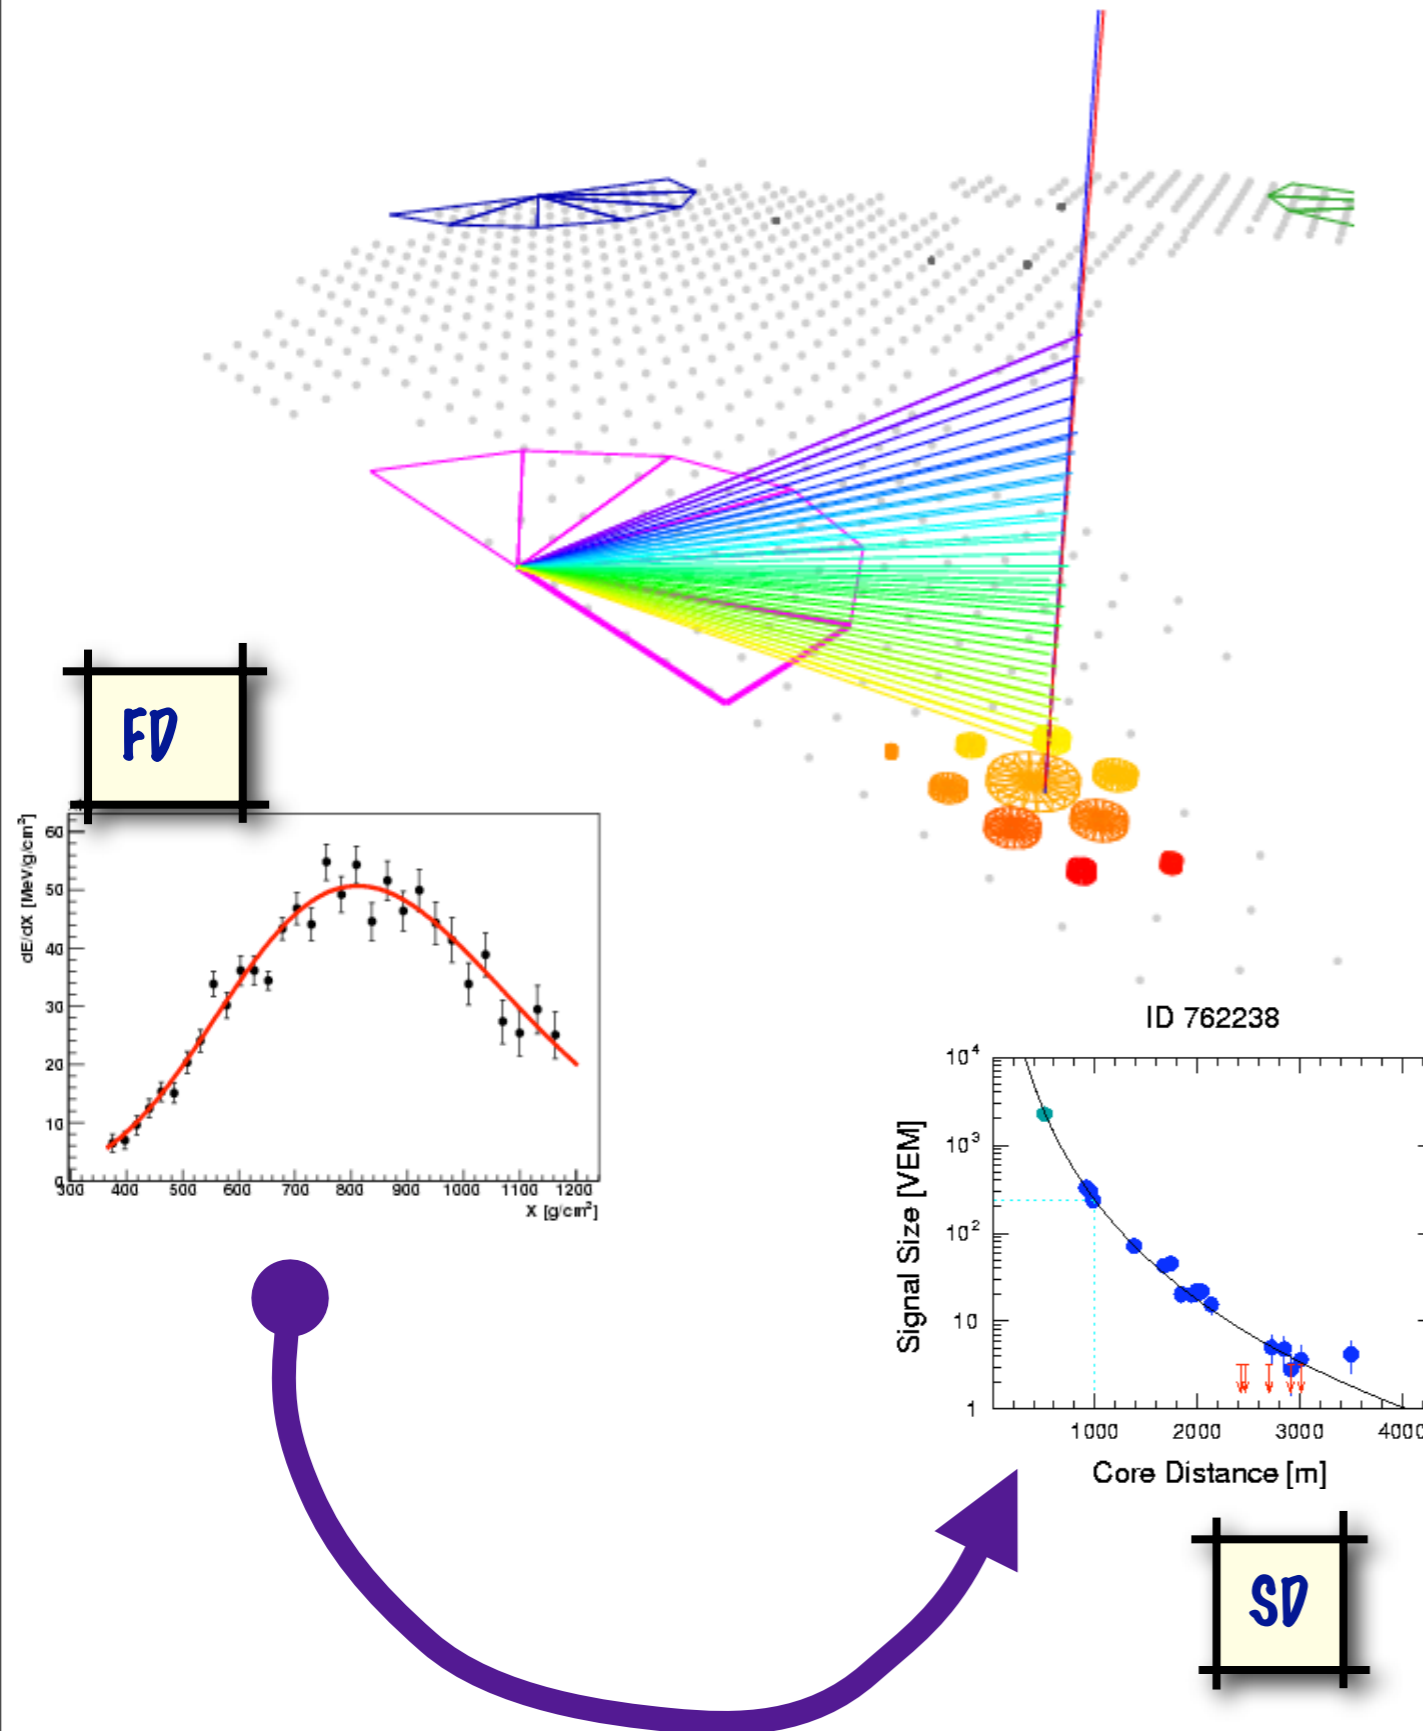 FD
dE/dX [MeV/g/cm²]
60
50
40
30
20
10
0
300 400 500 600 700 800 900 1000 1100 1200
X [g/cm²]
ID 762238
Signal Size [VEM]
10⁴
10³
10²
10
1
1000 2000 3000 4000
Core Distance [m]
SD